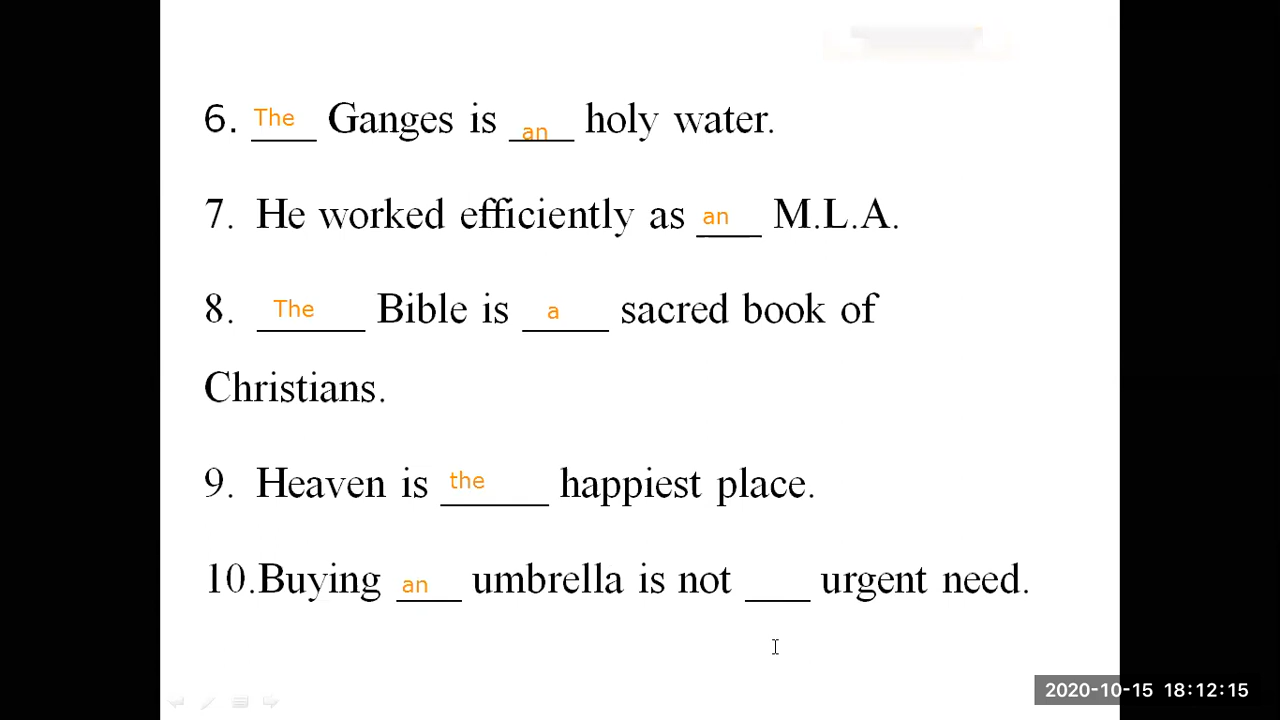 6. The Ganges is an holy water.
7. He worked efficiently as an M.L.A.
8. The Bible is a sacred book of
Christians.
9. Heaven is the happiest place.
10.Buying an umbrella is not ____ urgent need.
2020-10-15 18:12:15